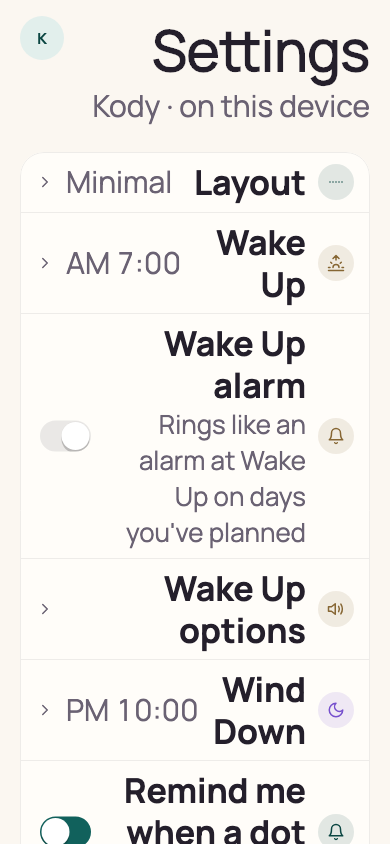 K
Settings
Kody · on this device
Layout
Minimal
Wake
Up
AM 7:00
Wake Up
alarm
Rings like an
alarm at Wake
Up on days
you've planned
Wake Up
options
Wind
Down
PM 10:00
Remind me
when a dot